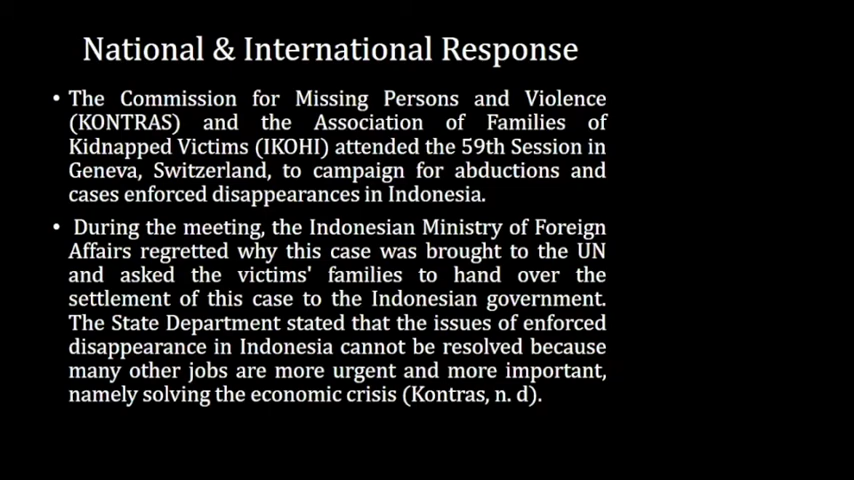 National & International Response
• The Commission for Missing Persons and Violence
(KONTRAS) and the Association of Families of
Kidnapped Victims (IKOHI) attended the 59th Session in
Geneva, Switzerland, to campaign for abductions and
cases enforced disappearances in Indonesia.
• During the meeting, the Indonesian Ministry of Foreign
Affairs regretted why this case was brought to the UN
and asked the victims' families to hand over the
settlement of this case to the Indonesian government.
The State Department stated that the issues of enforced
disappearance in Indonesia cannot be resolved because
many other jobs are more urgent and more important,
namely solving the economic crisis (Kontras, n. d).